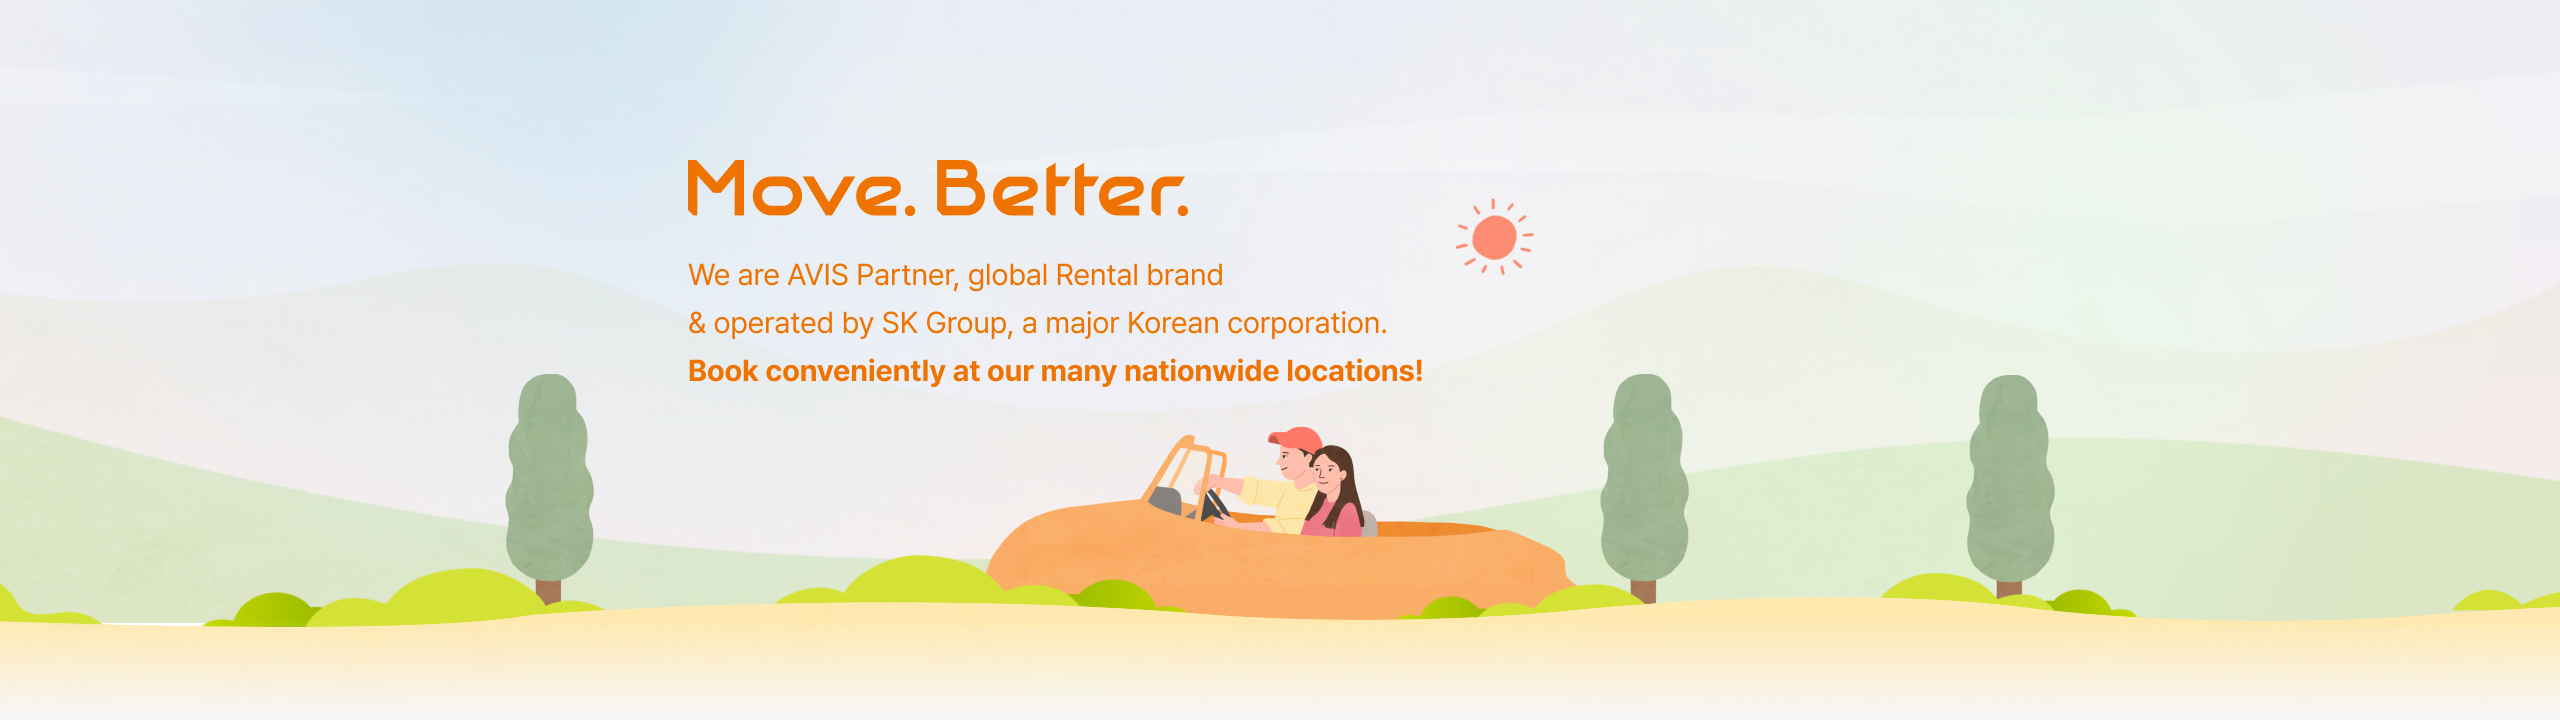 Move. Better.
We are AVIS Partner, global Rental brand
& operated by SK Group, a major Korean corporation.
Book conveniently at our many nationwide locations!